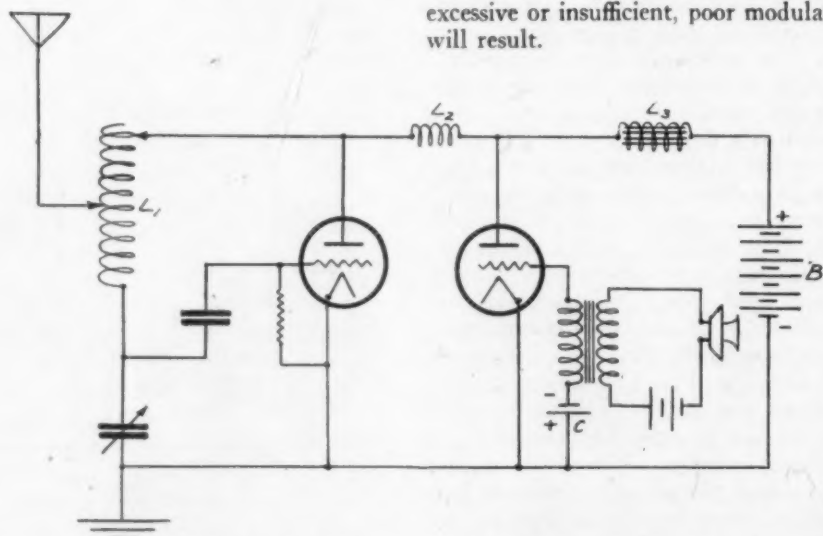 excessive or insufficient, poor modula
will result.
L2
L3
L1
+
B
-
-
+ C